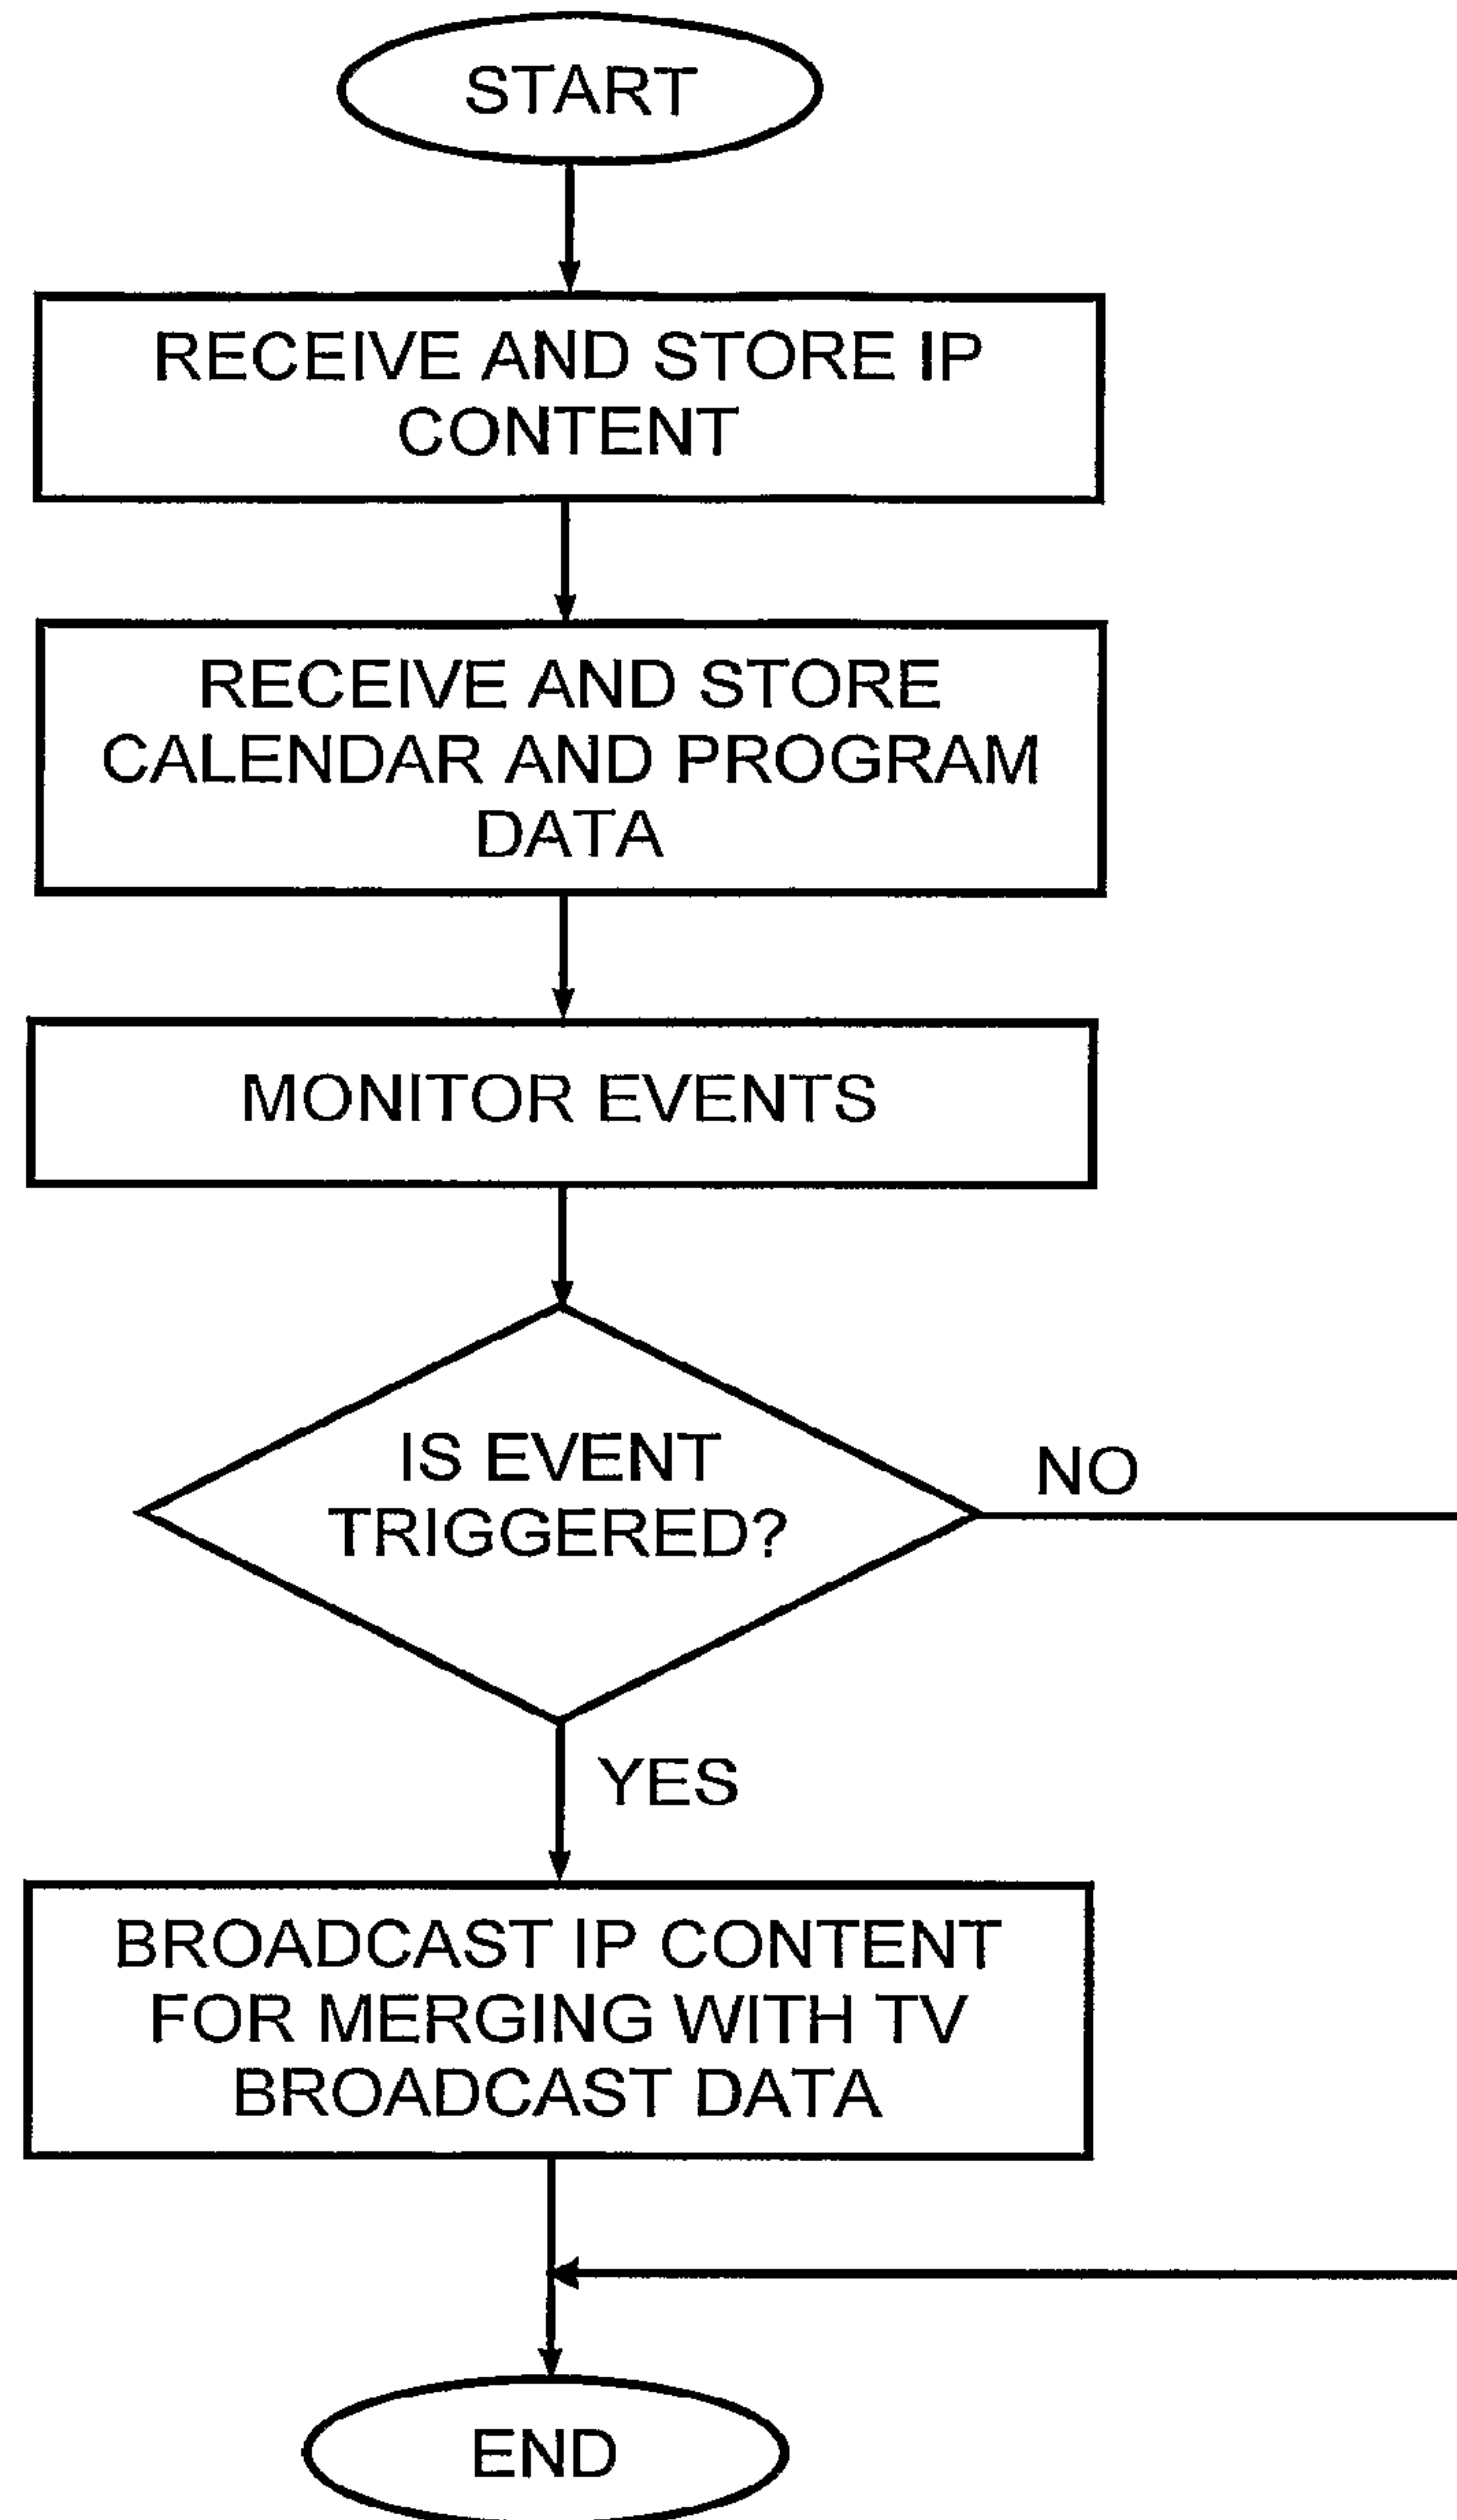 START
RECEIVE AND STORE IP
CONTENT
RECEIVE AND STORE
CALENDAR AND PROGRAM
DATA
MONITOR EVENTS
IS EVENT
TRIGGERED?
NO
YES
BROADCAST IP CONTENT
FOR MERGING WITH TV
BROADCAST DATA
END